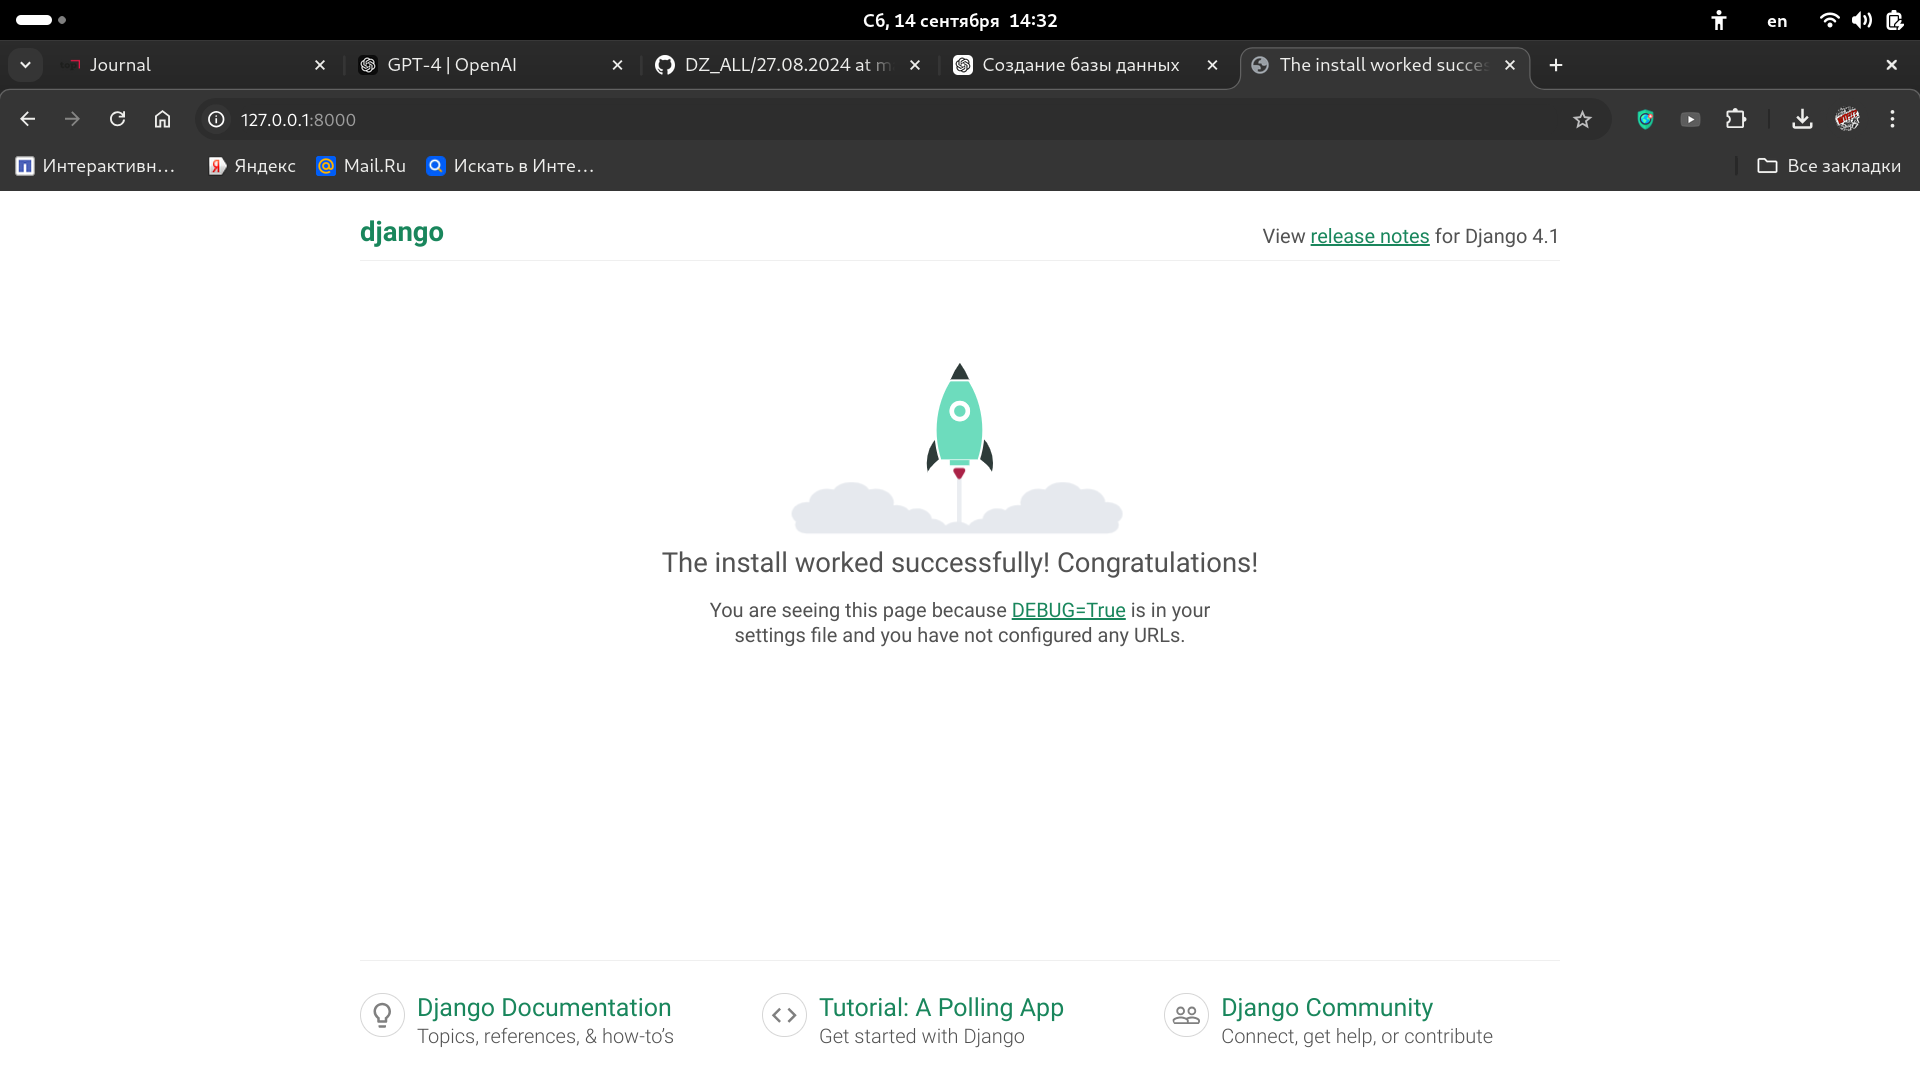 Сб, 14 сентября 14:32
en
Journal
GPT-4 | OpenAI
DZ_ALL/27.08.2024 at m
Создание базы данных
The install worked succes
127.0.0.1:8000
Интерактивн...
Яндекс
Mail.Ru
Искать в Инте...
Все закладки
django
View release notes for Django 4.1
The install worked successfully! Congratulations!
You are seeing this page because DEBUG=True is in your
settings file and you have not configured any URLs.
Django Documentation
Topics, references, & how-to’s
Tutorial: A Polling App
Get started with Django
Django Community
Connect, get help, or contribute